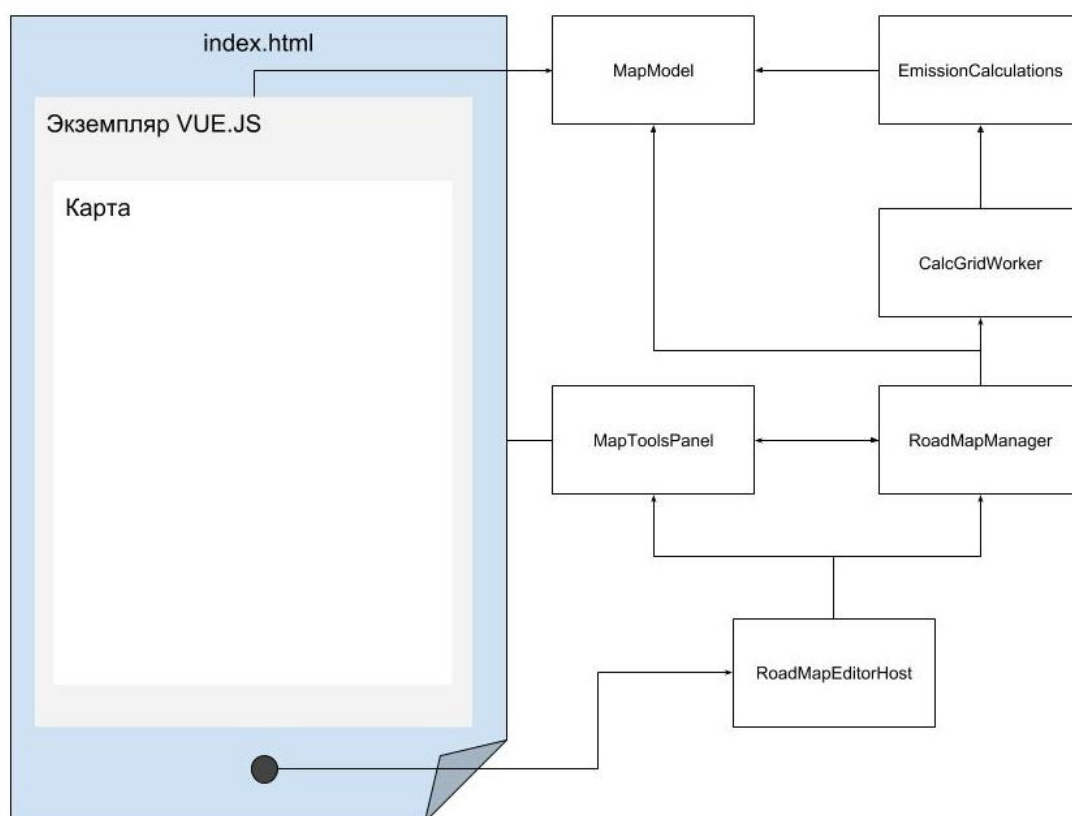 index.html
Экземпляр VUE.JS
Карта
MapModel
EmissionCalculations
CalcGridWorker
MapToolsPanel
RoadMapManager
RoadMapEditorHost